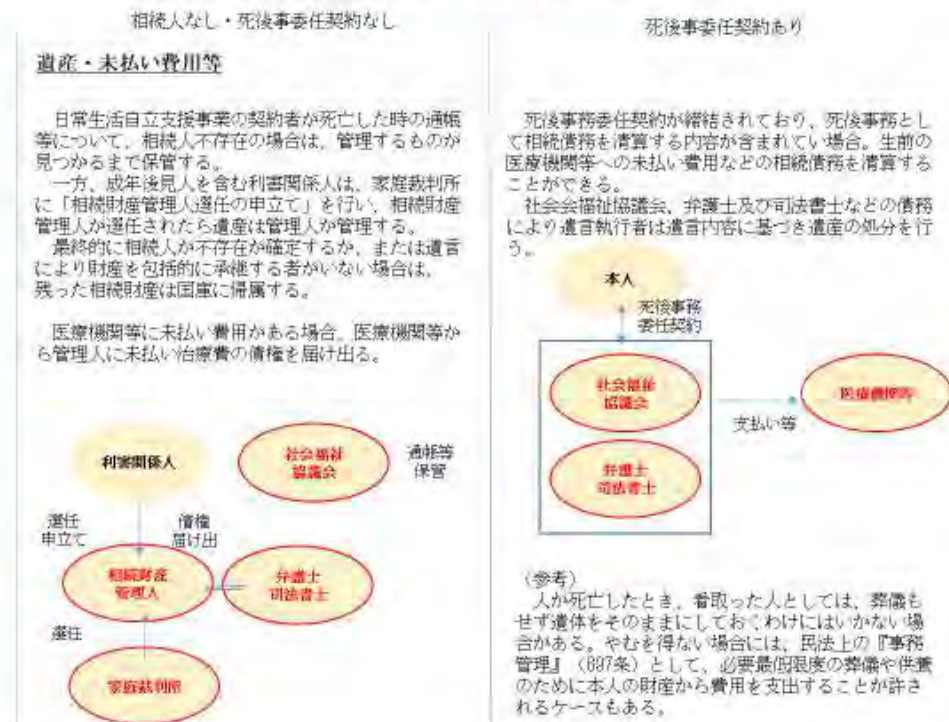 相続人なし・死後事委任契約なし
遺産・未払い費用等
日常生活自立支援事業の契約者が死亡した時の通帳
等について、相続人不存在の場合は、管理するものが
見つかるまで保管する。
一方、成年後見人を含む利害関係人は、家庭裁判所
に「相続財産管理人選任の申立て」を行い、相続財産
管理人が選任されたら遺産は管理人が管理する。
最終的に相続人が不存在が確定するか、または遺言
により財産を包括的に承継する者がいない場合は、
残った相続財産は国庫に帰属する。
医療機関等に未払い費用がある場合、医療機関等か
ら管理人に未払い治療費の債権を届け出る。
利害関係人
社会福祉
協議会
通帳等
保管
選任
申立て
債権
届け出
相続財産
管理人
弁護士
司法書士
選任
家庭裁判所
死後事委任契約あり
死後事務委任契約が締結されており、死後事務とし
て相続債務を清算する内容が含まれてい場合。生前の
医療機関等への未払い費用などの相続債務を清算する
ことができる。
社会会福祉協議会、弁護士及び司法書士などの債務
により遺言執行者は遺言内容に基づき遺産の処分を行
う。
本人
死後事務
委任契約
社会福祉
協議会
弁護士
司法書士
支払い等
医療機関等
（参考）
人が死亡したとき、看取った人としては、葬儀も
せず遺体をそのままにしておくわけにはいかない場
合がある。やむを得ない場合には、民法上の『事務
管理』（697条）として、必要最低限度の葬儀や供養
のために本人の財産から費用を支出することが許さ
れるケースもある。